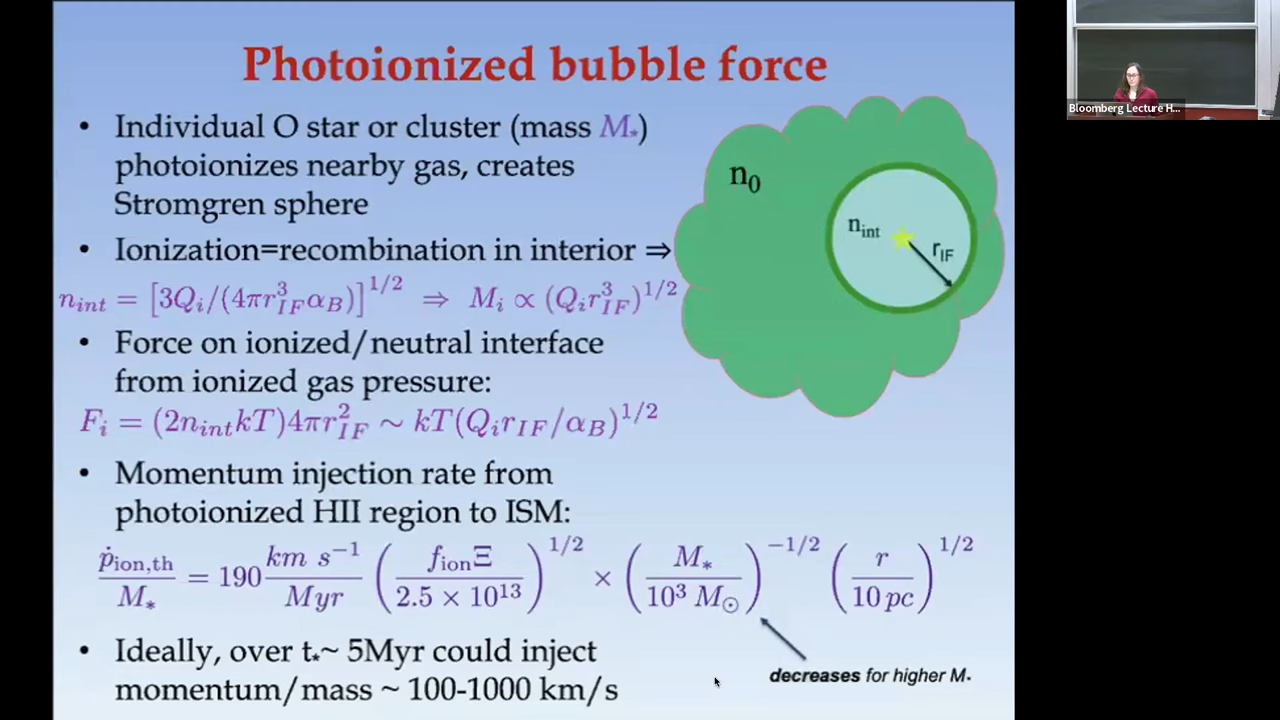 Photoionized bubble force
• Individual O star or cluster (mass M*)
photoionizes nearby gas, creates
Stromgren sphere
• Ionization=recombination in interior ⇒
n_int = [3Q_i/(4πr_IF^3 α_B)]^1/2 ⇒ M_i ∝ (Q_i r_IF^3)^1/2
• Force on ionized/neutral interface
from ionized gas pressure:
F_i = (2n_int kT)4πr_IF^2 ~ kT(Q_i r_IF/α_B)^1/2
• Momentum injection rate from
photoionized HII region to ISM:
ṗ_ion,th/M_* = 190 km s^-1/Myr (f_ion Ξ/2.5 × 10^13)^1/2 × (M_*/10^3 M_⊙)^-1/2 (r/10 pc)^1/2
• Ideally, over t*~ 5Myr could inject
momentum/mass ~ 100-1000 km/s
decreases for higher M*
n_0
n_int
r_IF
Bloomberg Lecture H...